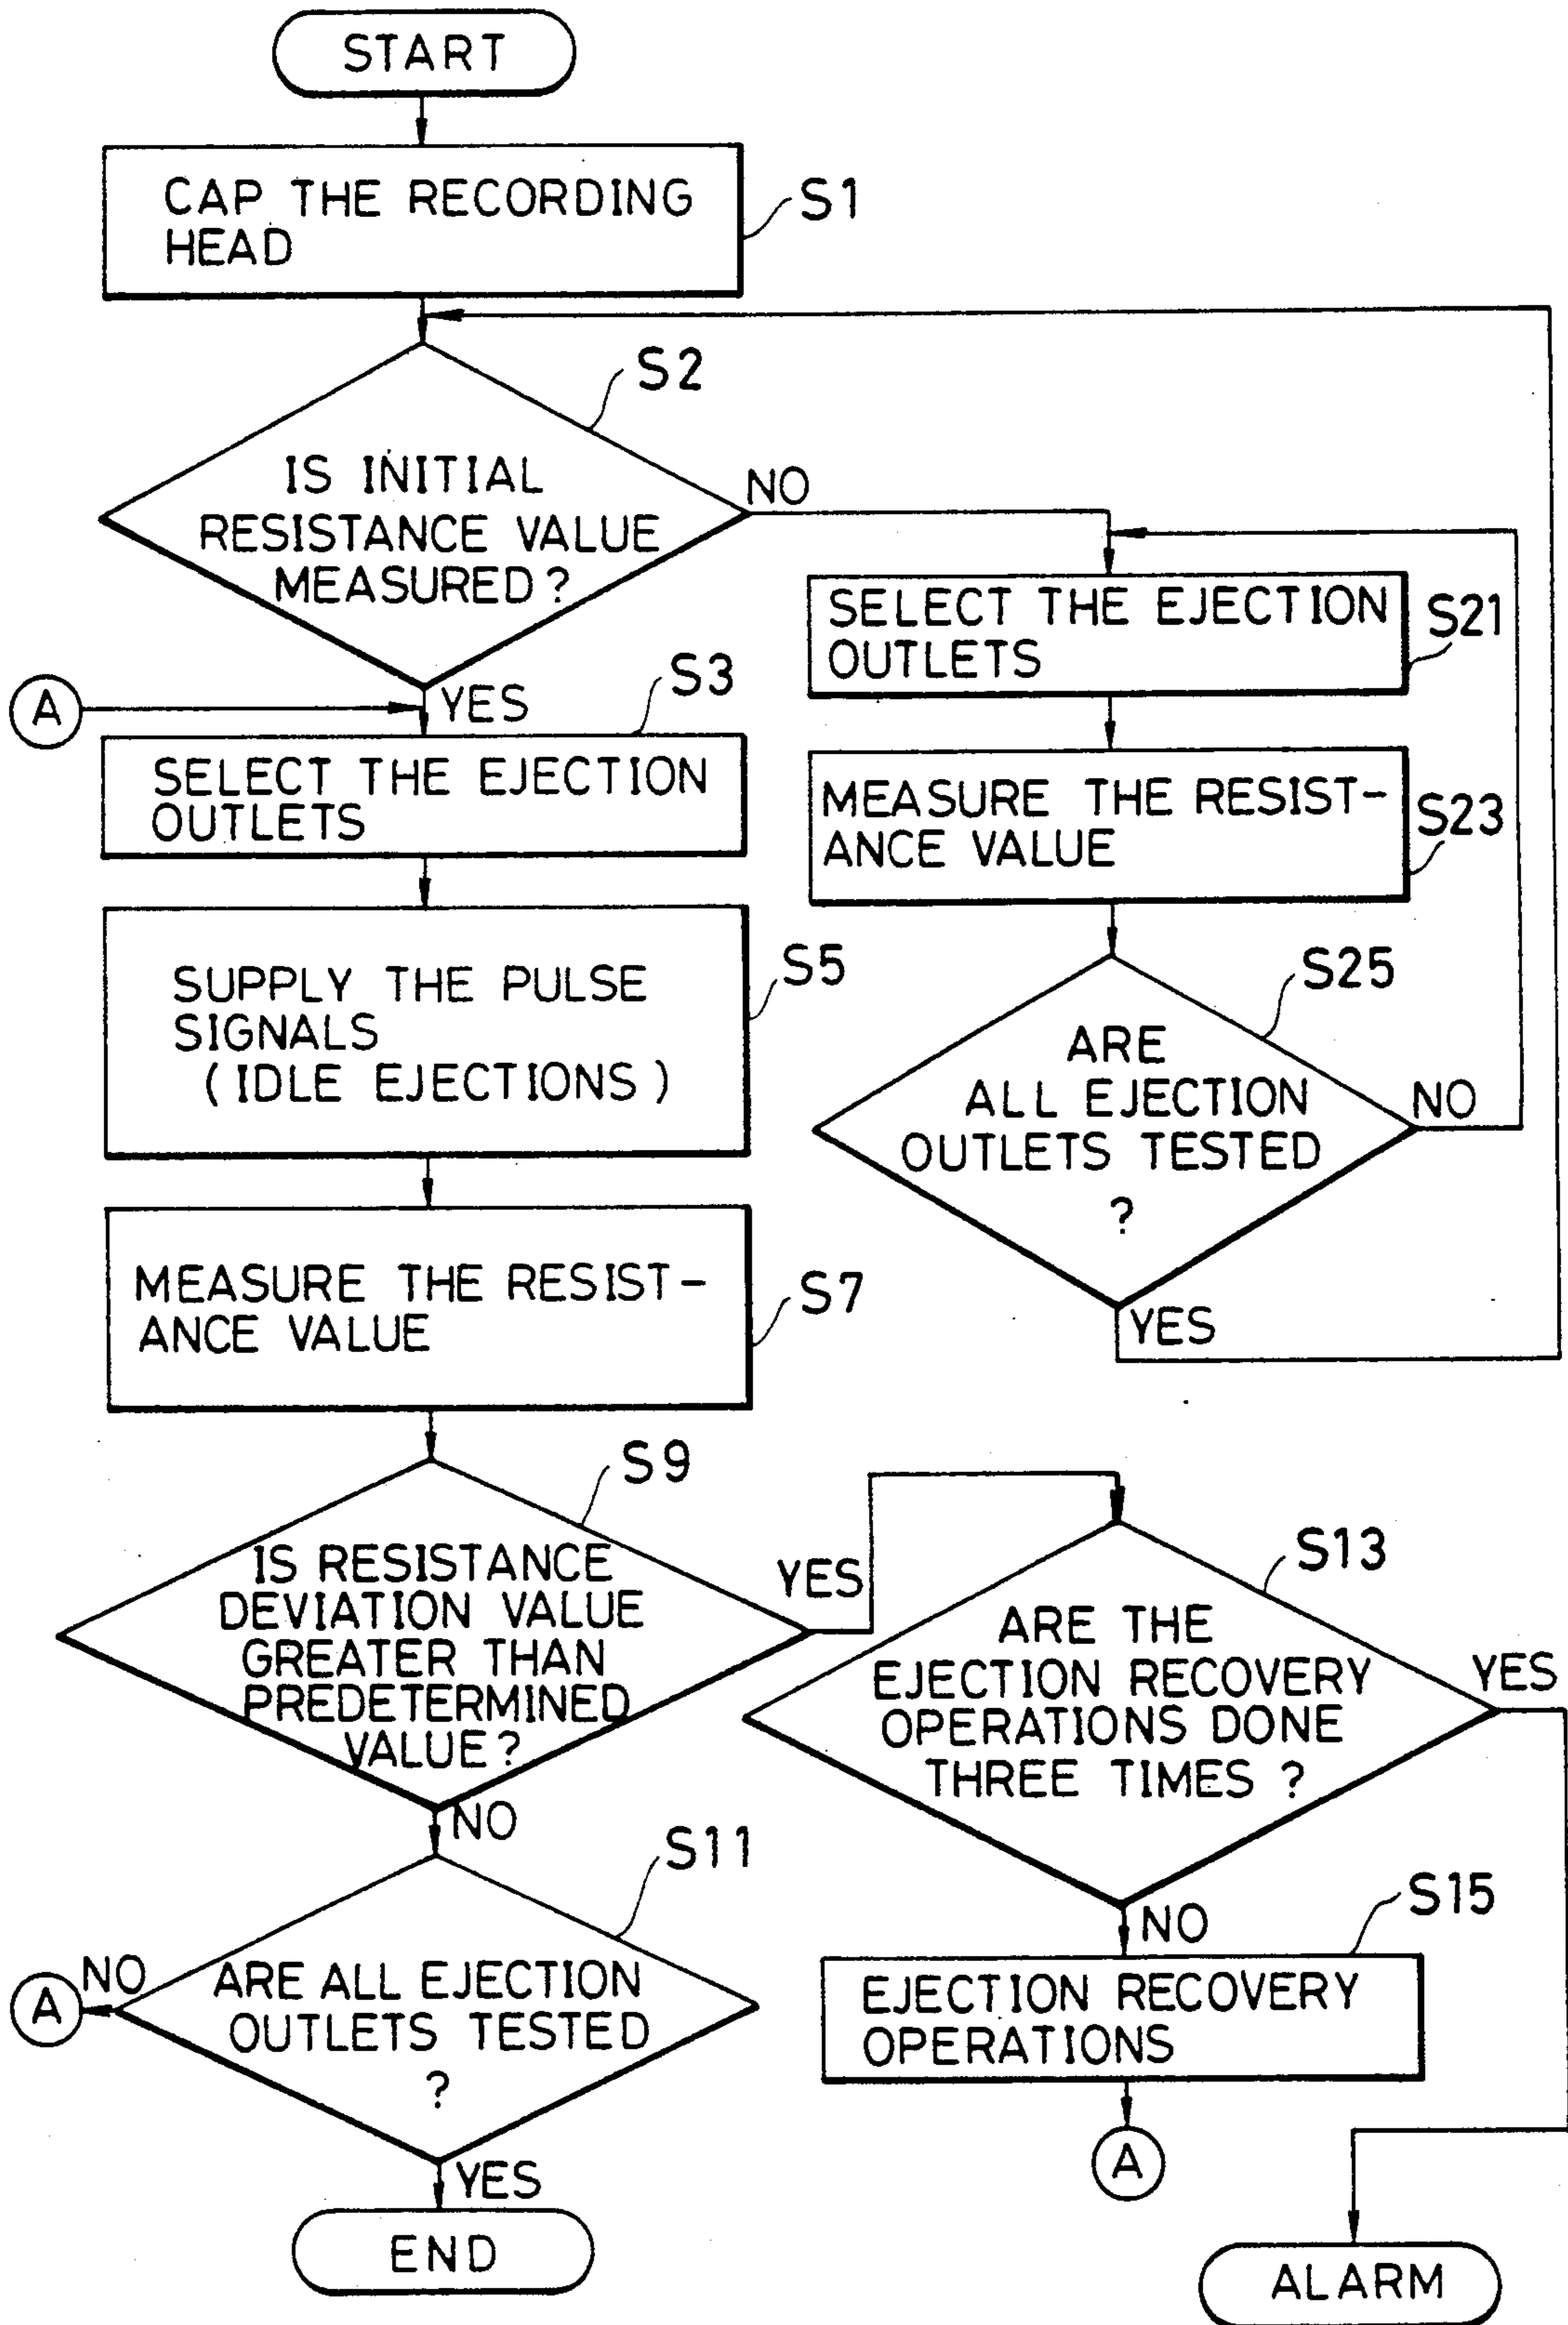 START
CAP THE RECORDING
HEAD
S1
S2
IS INITIAL
RESISTANCE VALUE
MEASURED?
NO
YES
A
S3
SELECT THE EJECTION
OUTLETS
S5
SUPPLY THE PULSE
SIGNALS
(IDLE EJECTIONS)
S7
MEASURE THE RESIST-
ANCE VALUE
S9
IS RESISTANCE
DEVIATION VALUE
GREATER THAN
PREDETERMINED
VALUE?
YES
NO
S11
ARE ALL EJECTION
OUTLETS TESTED
?
NO
A
YES
END
SELECT THE EJECTION
OUTLETS
S21
MEASURE THE RESIST-
ANCE VALUE
S23
S25
ARE
ALL EJECTION
OUTLETS TESTED
?
NO
YES
S13
ARE THE
EJECTION RECOVERY
OPERATIONS DONE
THREE TIMES ?
YES
NO
S15
EJECTION RECOVERY
OPERATIONS
A
ALARM